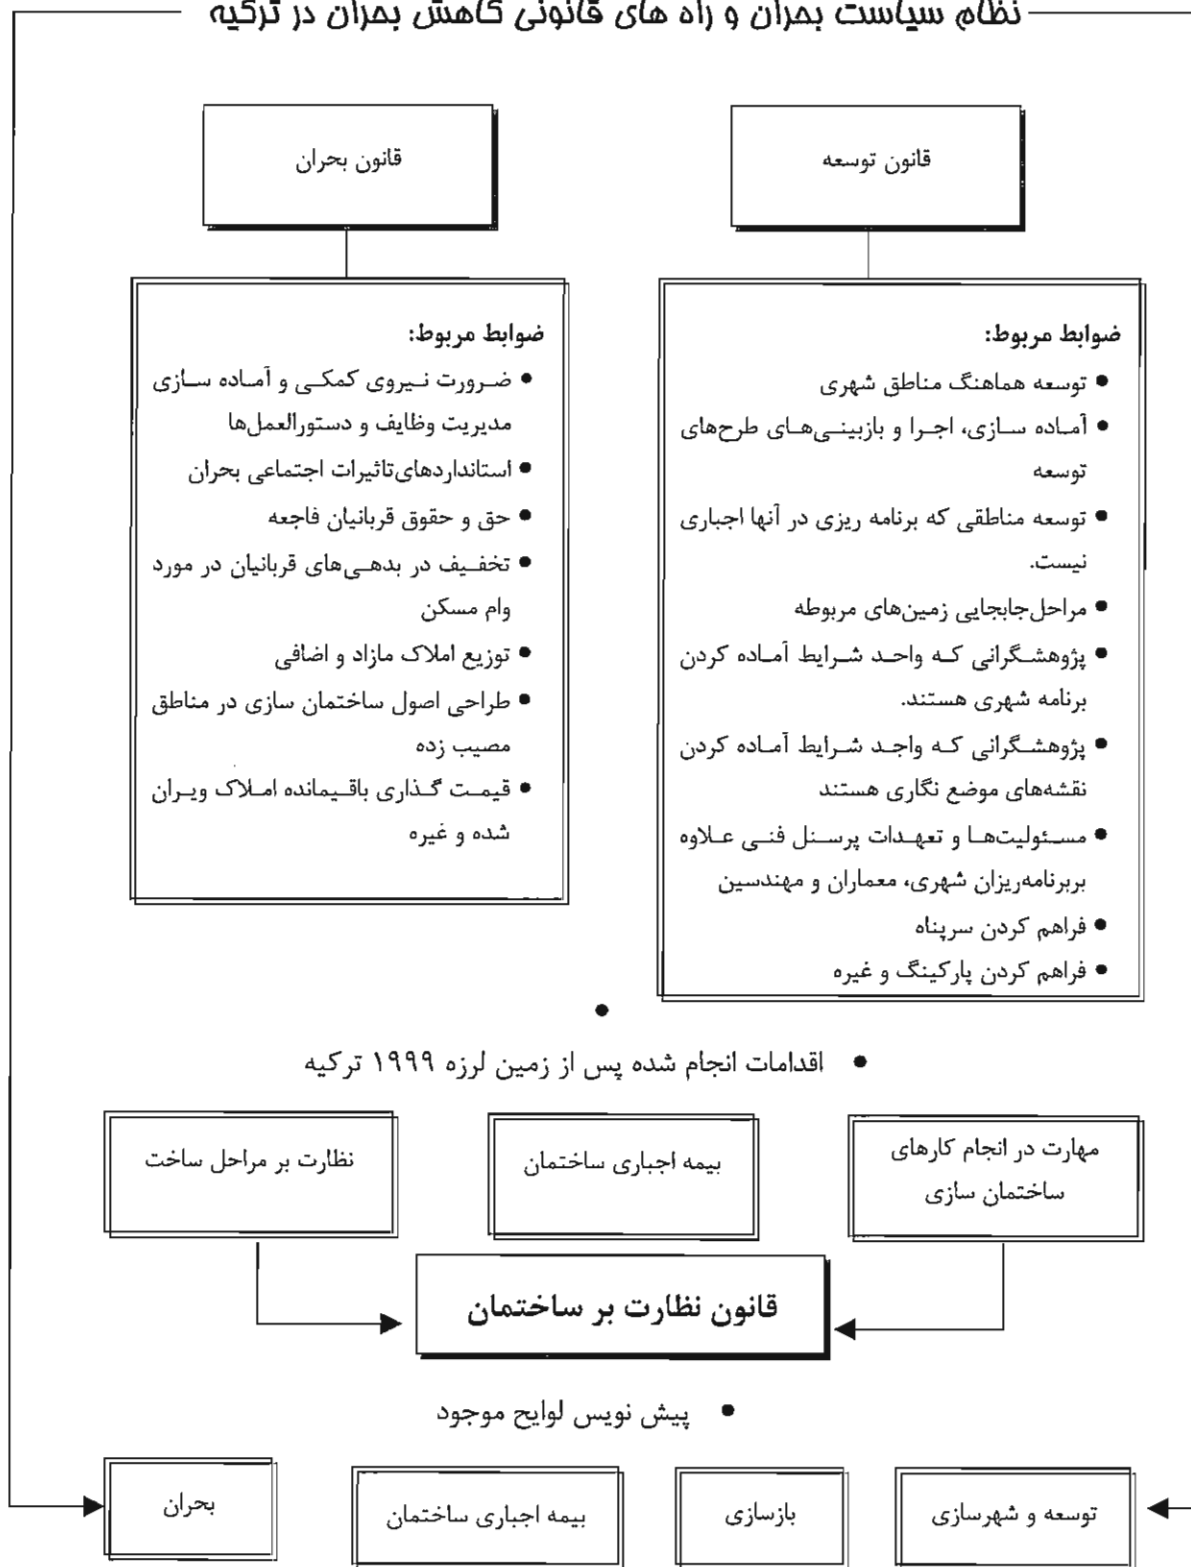 نظام سیاست بحران و راه های قانونی کاهش بحران در ترکیه
قانون توسعه
ضوابط مربوط:
● توسعه هماهنگ مناطق شهری
● آماده سازی، اجرا و بازبینی‌های طرح‌های
توسعه
● توسعه مناطقی که برنامه ریزی در آنها اجباری
نیست.
● مراحل‌جابجایی زمین‌های مربوطه
● پژوهشگرانی که واحد شرایط آماده کردن
برنامه شهری هستند.
● پژوهشگرانی که واجد شرایط آماده کردن
نقشه‌های موضع نگاری هستند
● مسئولیت‌ها و تعهدات پرسنل فنی علاوه
بربرنامه‌ریزان شهری، معماران و مهندسین
● فراهم کردن سرپناه
● فراهم کردن پارکینگ و غیره
قانون بحران
ضوابط مربوط:
● ضرورت نیروی کمکی و آماده سازی
مدیریت وظایف و دستورالعمل‌ها
● استانداردهای‌تاثیرات اجتماعی بحران
● حق و حقوق قربانیان فاجعه
● تخفیف در بدهی‌های قربانیان در مورد
وام مسکن
● توزیع املاک مازاد و اضافی
● طراحی اصول ساختمان سازی در مناطق
مصیب زده
● قیمت گذاری باقیمانده املاک ویران
شده و غیره
●
● اقدامات انجام شده پس از زمین لرزه ۱۹۹۹ ترکیه
مهارت در انجام کارهای
ساختمان سازی
بیمه اجباری ساختمان
نظارت بر مراحل ساخت
قانون نظارت بر ساختمان
● پیش نویس لوایح موجود
توسعه و شهرسازی
بازسازی
بیمه اجباری ساختمان
بحران